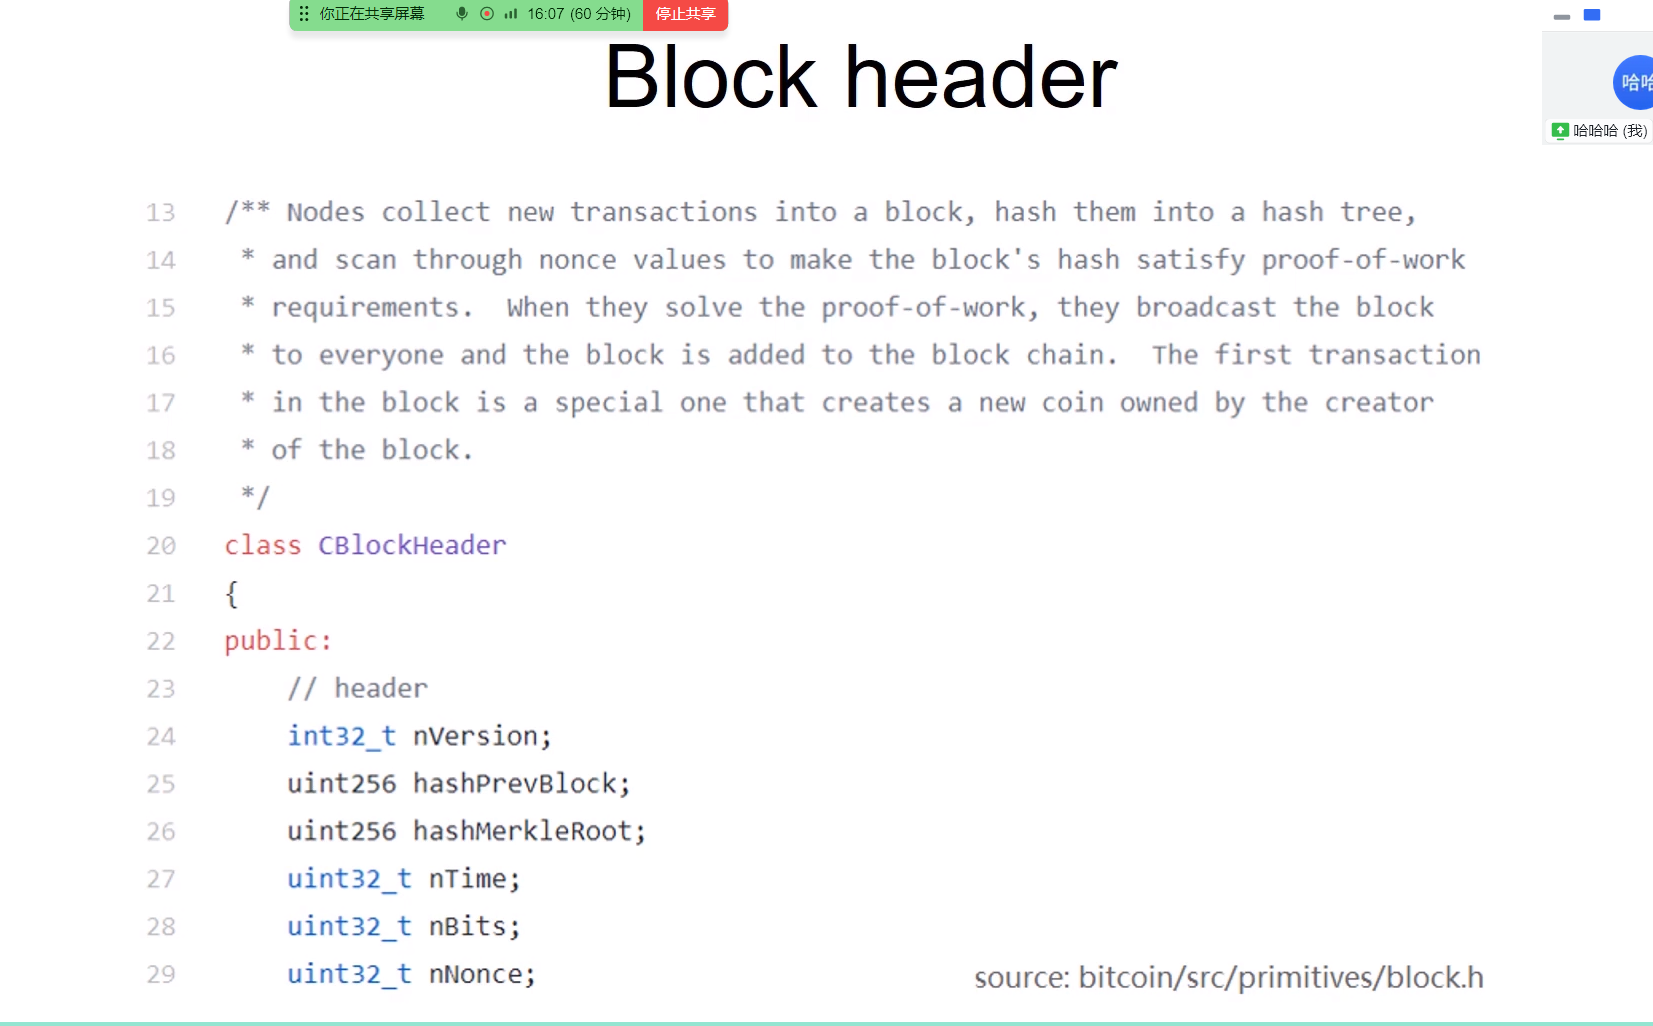 你正在共享屏幕 16:07 (60 分钟) 停止共享
Block header
哈哈哈 (我)
13 /** Nodes collect new transactions into a block, hash them into a hash tree,
14 * and scan through nonce values to make the block's hash satisfy proof-of-work
15 * requirements.  When they solve the proof-of-work, they broadcast the block
16 * to everyone and the block is added to the block chain.  The first transaction
17 * in the block is a special one that creates a new coin owned by the creator
18 * of the block.
19 */
20 class CBlockHeader
21 {
22 public:
23 // header
24 int32_t nVersion;
25 uint256 hashPrevBlock;
26 uint256 hashMerkleRoot;
27 uint32_t nTime;
28 uint32_t nBits;
29 uint32_t nNonce;
source: bitcoin/src/primitives/block.h